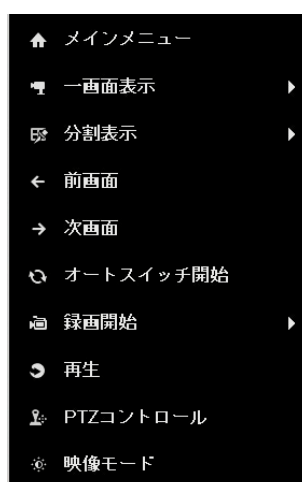 メインメニュー
一画面表示
分割表示
前画面
次画面
オートスイッチ開始
録画開始
再生
PTZコントロール
映像モード